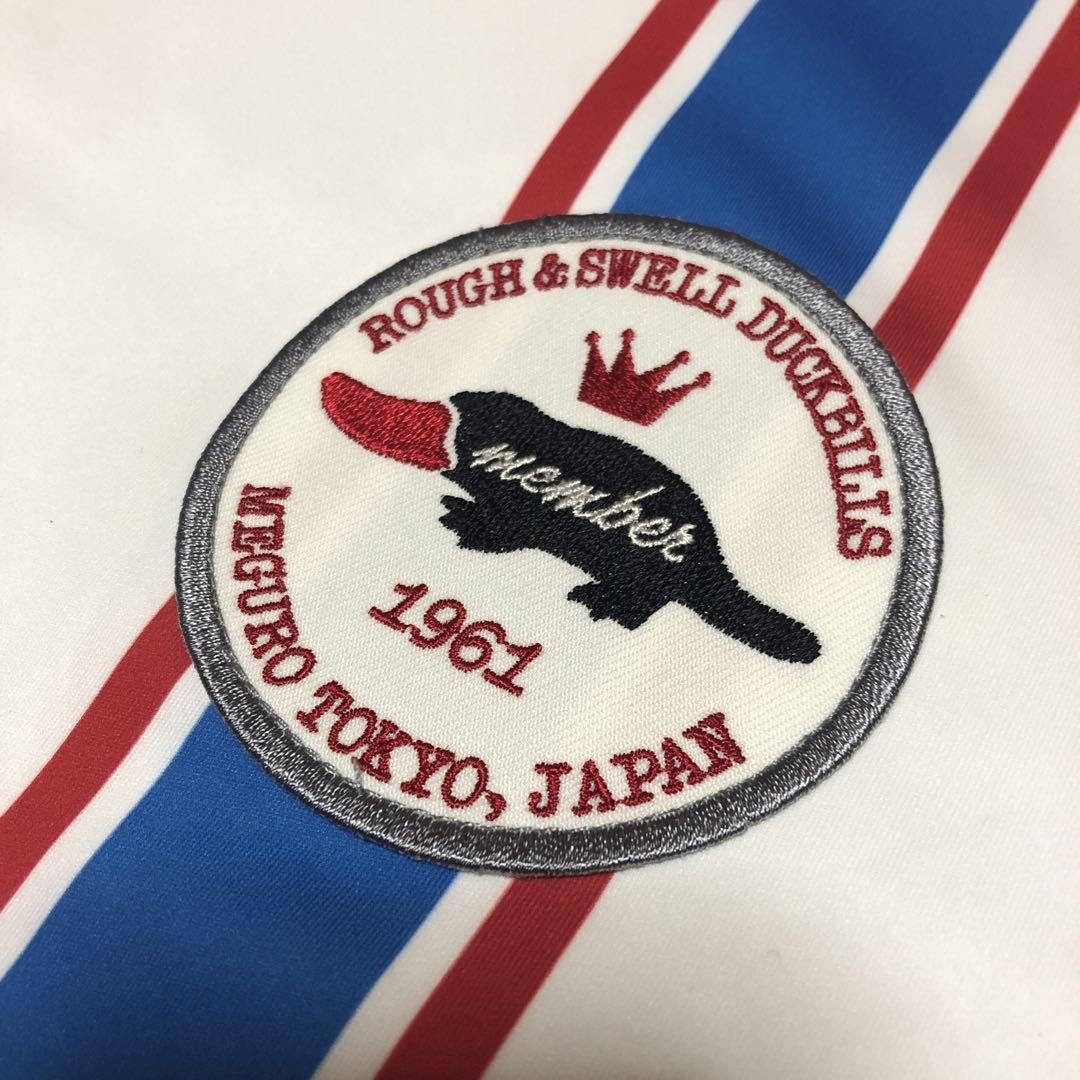 ROUGH & SWELL DUCKBILLS
member
1961
MEGURO TOKYO, JAPAN